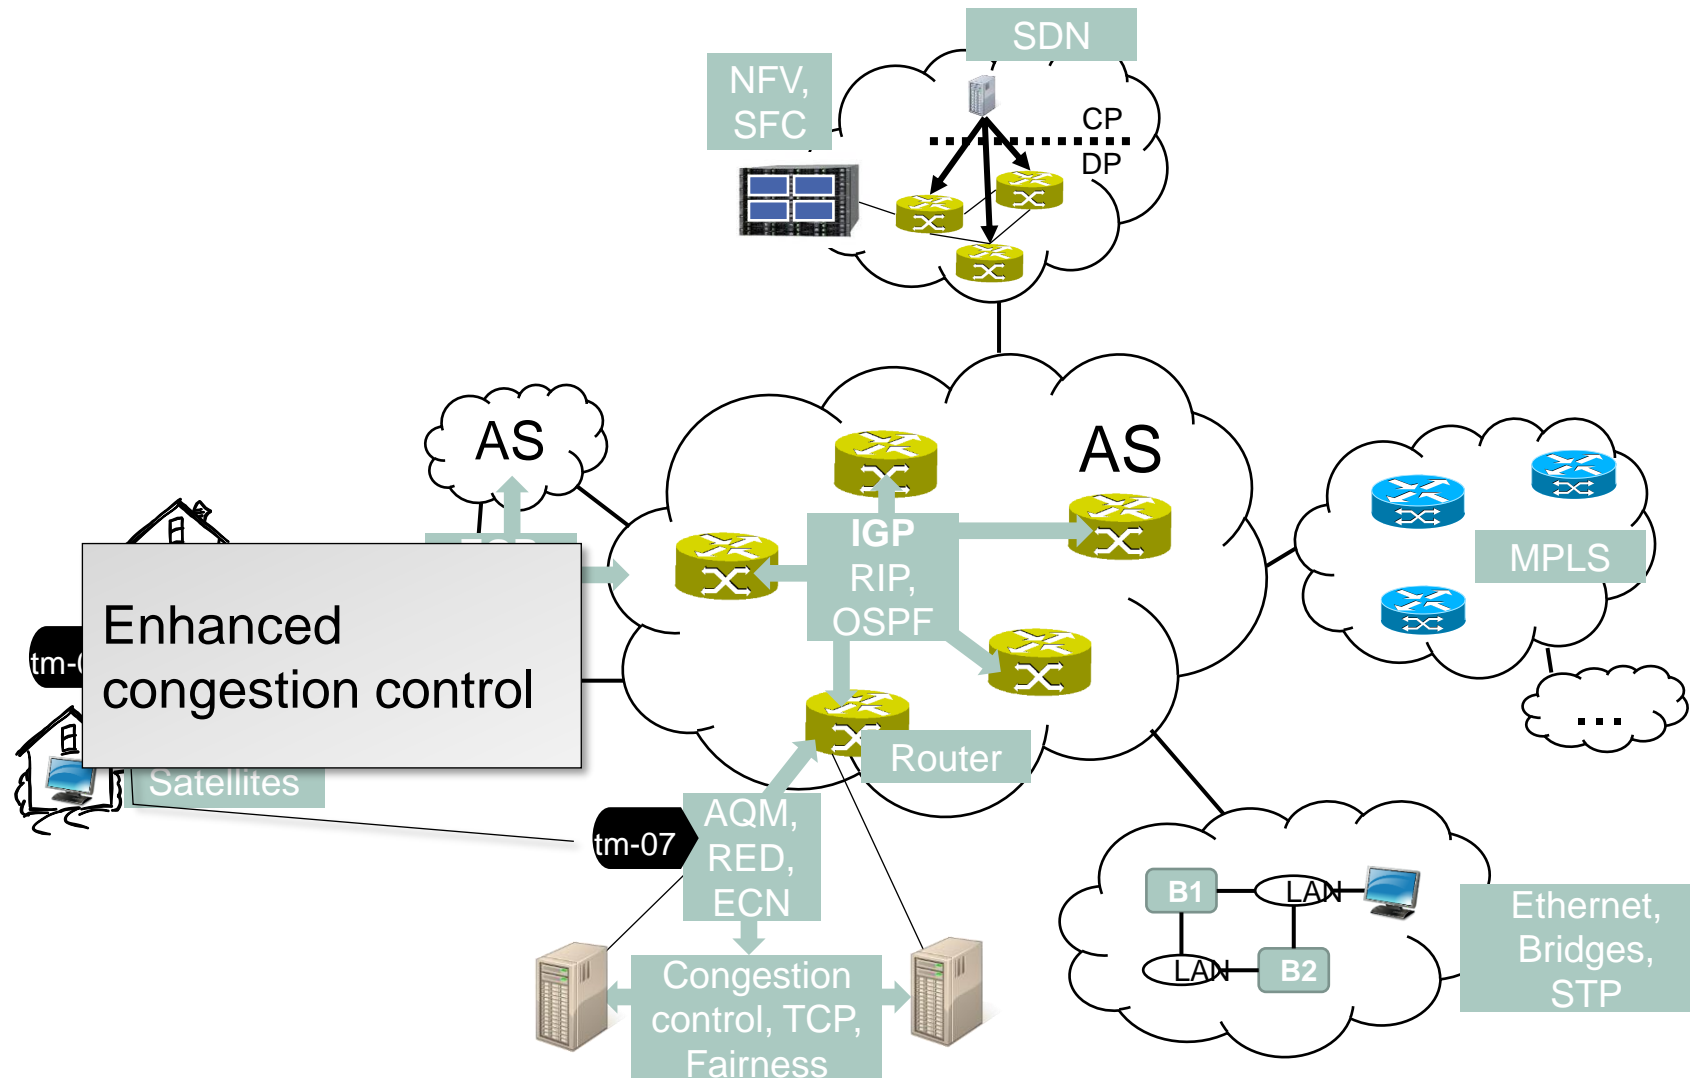 SDN
NFV,
SFC
CP
DP
AS
AS
IGP
RIP,
OSPF
MPLS
Enhanced
congestion control
Router
...
Satellites
AQM,
RED,
ECN
tm-07
B1
LAN
LAN
B2
Ethernet,
Bridges,
STP
Congestion
control, TCP,
Fairness